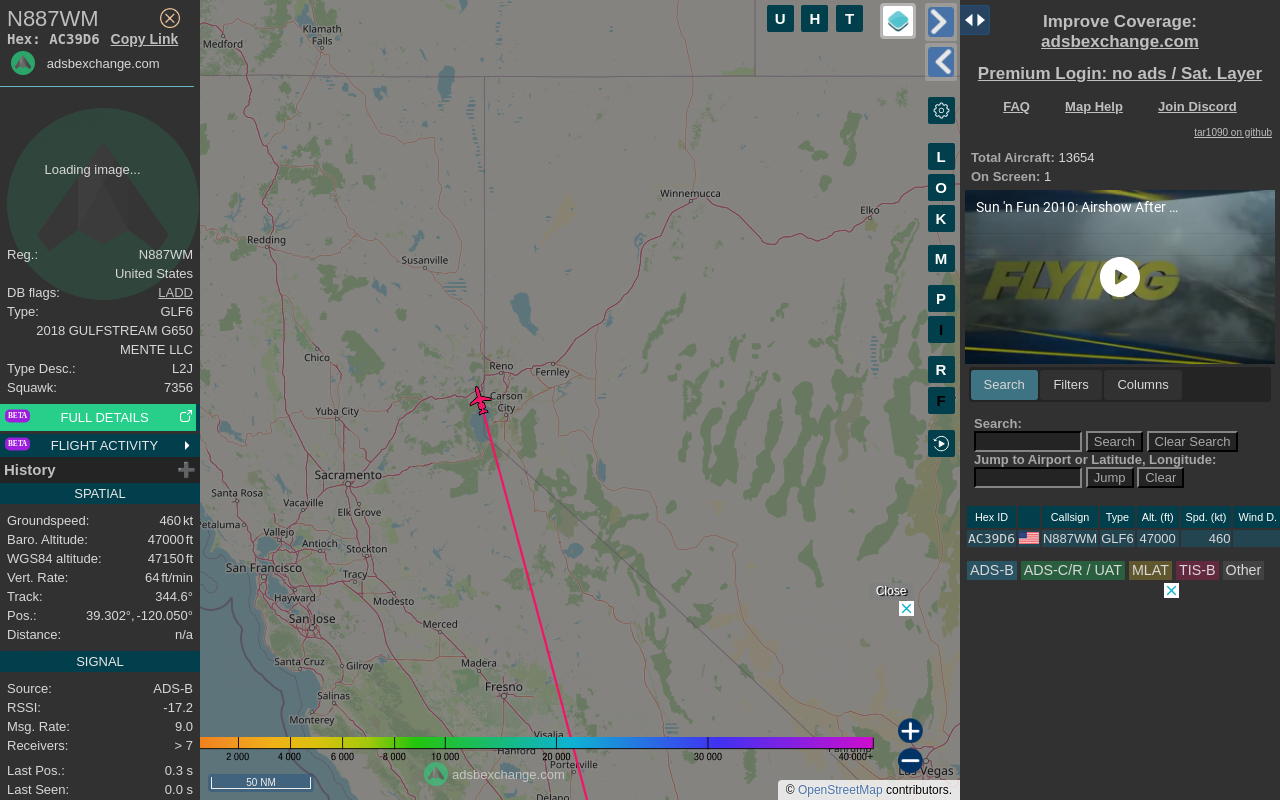 N887WM
Hex: AC39D6 Copy Link
adsbexchange.com
Loading image...
Reg.: N887WM
United States
DB flags: LADD
Type: GLF6
2018 GULFSTREAM G650
MENTE LLC
Type Desc.: L2J
Squawk: 7356
BETA FULL DETAILS
BETA FLIGHT ACTIVITY
History
SPATIAL
Groundspeed: 460 kt
Baro. Altitude: 47000 ft
WGS84 altitude: 47150 ft
Vert. Rate: 64 ft/min
Track: 344.6°
Pos.: 39.302°, -120.050°
Distance: n/a
SIGNAL
Source: ADS-B
RSSI: -17.2
Msg. Rate: 9.0
Receivers: > 7
Last Pos.: 0.3 s
Last Seen: 0.0 s
U H T
L
O
K
M
P
I
R
F
Medford
Klamath
Falls
Winnemucca
Elko
Redding
Susanville
Chico
Reno
Fernley
Carson
City
Yuba City
Sacramento
Santa Rosa
Vacaville
Elk Grove
Petaluma
Vallejo
Antioch
Stockton
San Francisco
Tracy
Hayward
Modesto
San Jose
Merced
Santa Cruz
Gilroy
Madera
Salinas
Fresno
Monterey
Visalia
Hanford
Porterville
Delano
Pahrump
Las Vegas
Close
2 000 4 000 6 000 8 000 10 000 20 000 30 000 40 000+
adsbexchange.com
50 NM
© OpenStreetMap contributors.
Improve Coverage:
adsbexchange.com
Premium Login: no ads / Sat. Layer
FAQ Map Help Join Discord
tar1090 on github
Total Aircraft: 13654
On Screen: 1
Sun 'n Fun 2010: Airshow After ...
FLYING
Search Filters Columns
Search:
Search Clear Search
Jump to Airport or Latitude, Longitude:
Jump Clear
Hex ID Callsign Type Alt. (ft) Spd. (kt) Wind D.
AC39D6 N887WM GLF6 47000 460
ADS-B ADS-C/R / UAT MLAT TIS-B Other